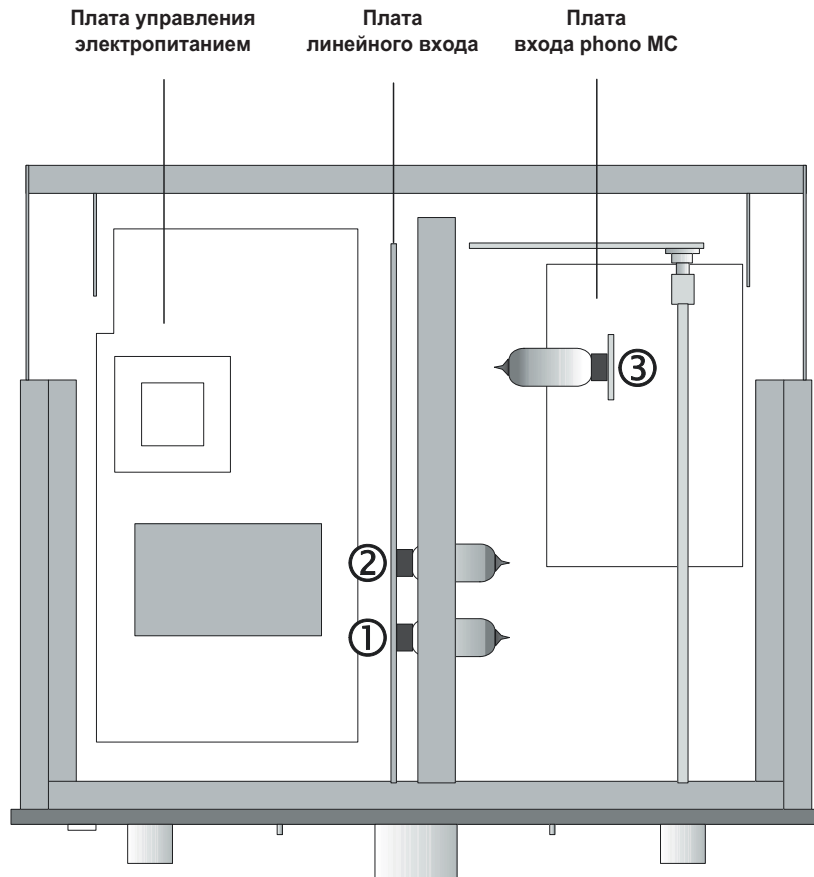 Плата управления
электропитанием
Плата
линейного входа
Плата
входа phono MC
③
②
①